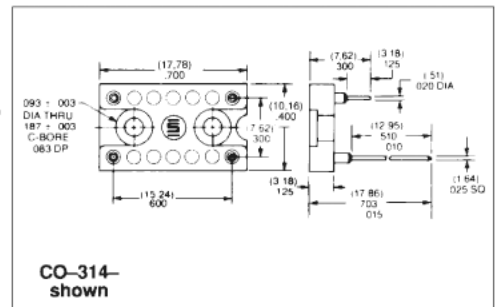 (17,78)
.700
(7.62)
300
(3 18)
.125
( 51)
.020 DIA
093 ± 003
DIA THRU
187 ± 003
C-BORE
083 DP
(10,16)
.400
(7.62)
300
(12 95)
510
010
(15 24)
600
(3 18)
125
(17 86)
703
015
(1 64)
025 SQ
CO–314–
shown